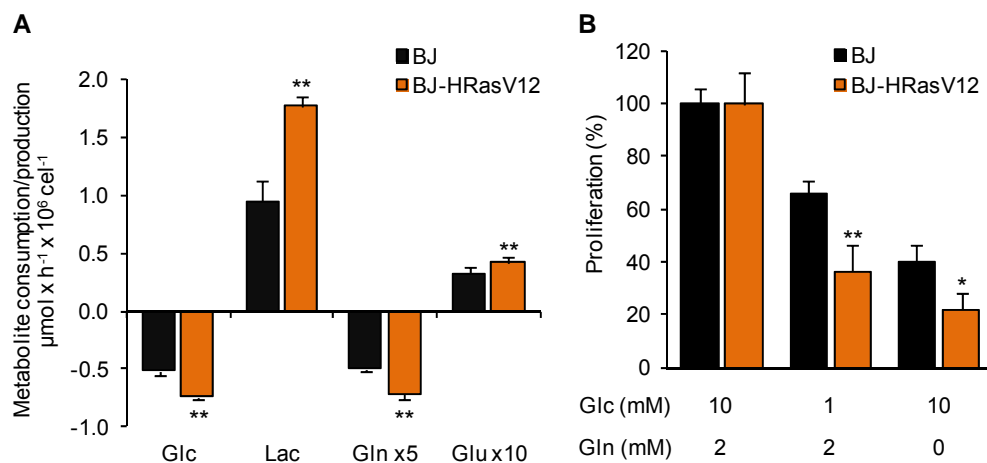 A
BJ
BJ-HRasV12
Metabolite consumption/production
µmol x h⁻¹ x 10⁶ cel⁻¹
2.0
1.5
1.0
0.5
0.0
-0.5
-1.0
**
**
**
**
Glc Lac Gln x5 Glu x10
B
BJ
BJ-HRasV12
Proliferation (%)
120
100
80
60
40
20
0
**
*
Glc (mM) 10 1 10
Gln (mM) 2 2 0